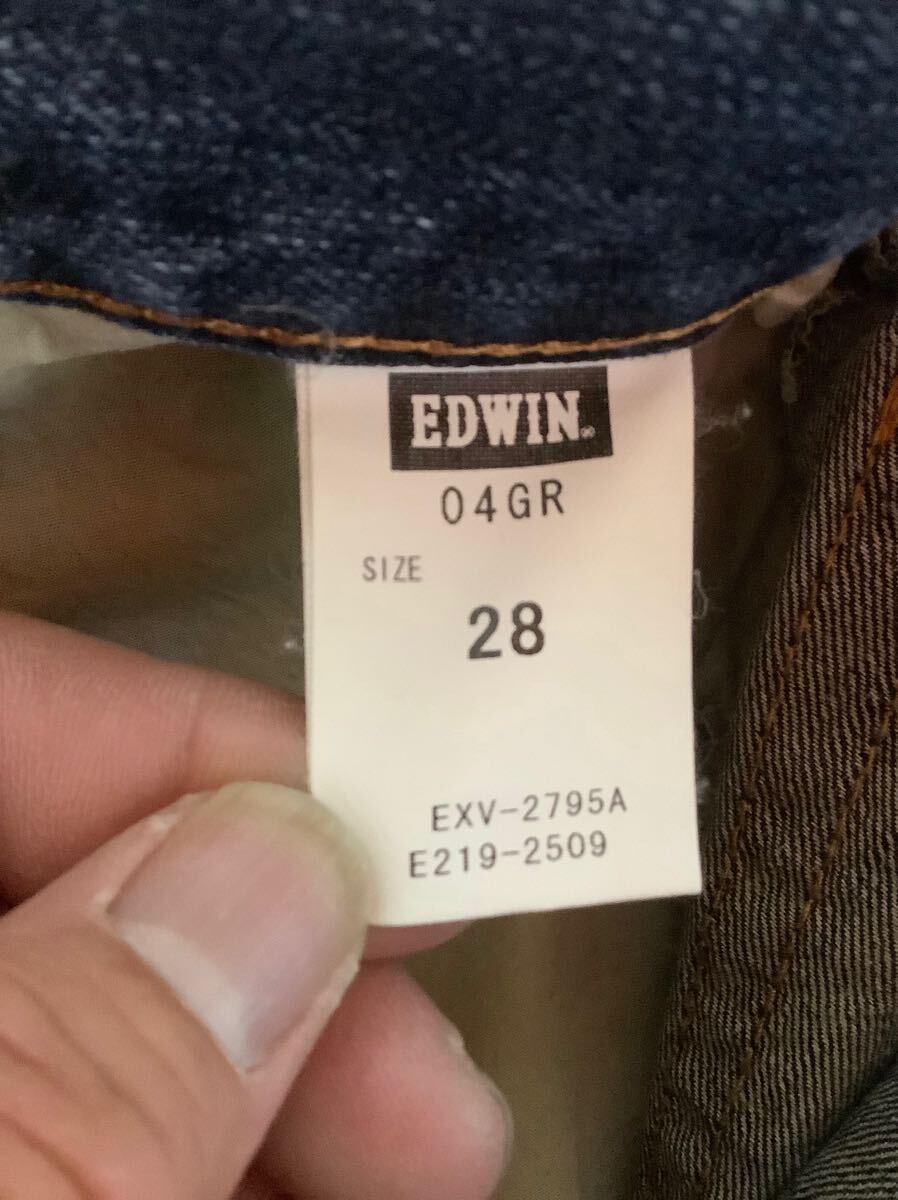 EDWIN®
04GR
SIZE
28
EXV-2795A
E219-2509